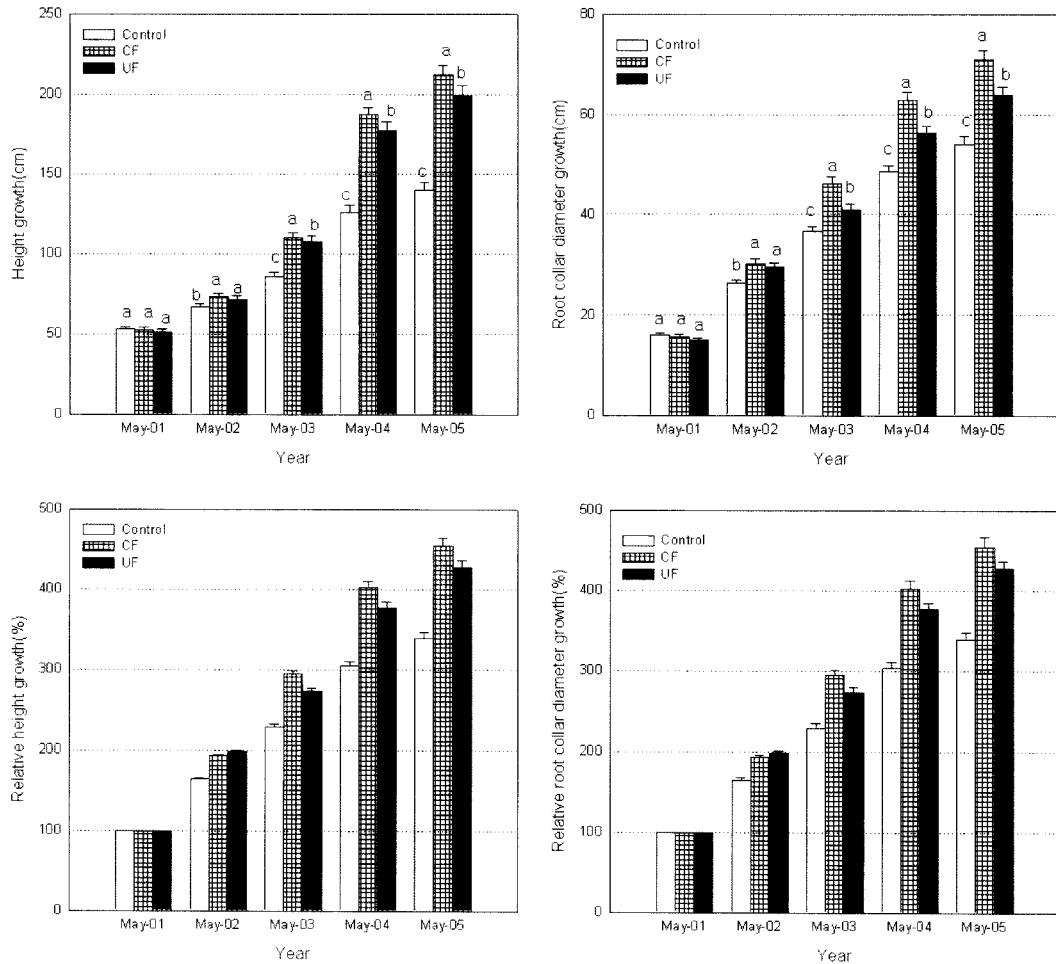 250
200
150
100
50
0
Height growth(cm)
Control
CF
UF
a a a
b a a
c a a
c a b
c a b
May-01 May-02 May-03 May-04 May-05
Year
80
60
40
20
0
Root collar diameter growth(cm)
Control
CF
UF
a a a
b a a
c a b
c a b
c a b
May-01 May-02 May-03 May-04 May-05
Year
500
400
300
200
100
0
Relative height growth(%)
Control
CF
UF
May-01 May-02 May-03 May-04 May-05
Year
500
400
300
200
100
0
Relative root collar diameter growth(%)
Control
CF
UF
May-01 May-02 May-03 May-04 May-05
Year